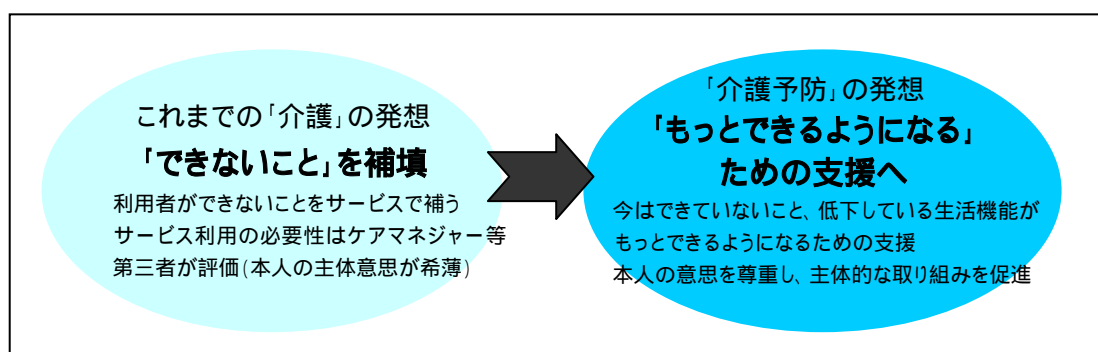 これまでの「介護」の発想
「できないこと」を補填
利用者ができないことをサービスで補う
サービス利用の必要性はケアマネジャー等
第三者が評価(本人の主体意思が希薄)
「介護予防」の発想
「もっとできるようになる」
ための支援へ
今はできていないこと、低下している生活機能が
もっとできるようになるための支援
本人の意思を尊重し、主体的な取り組みを促進